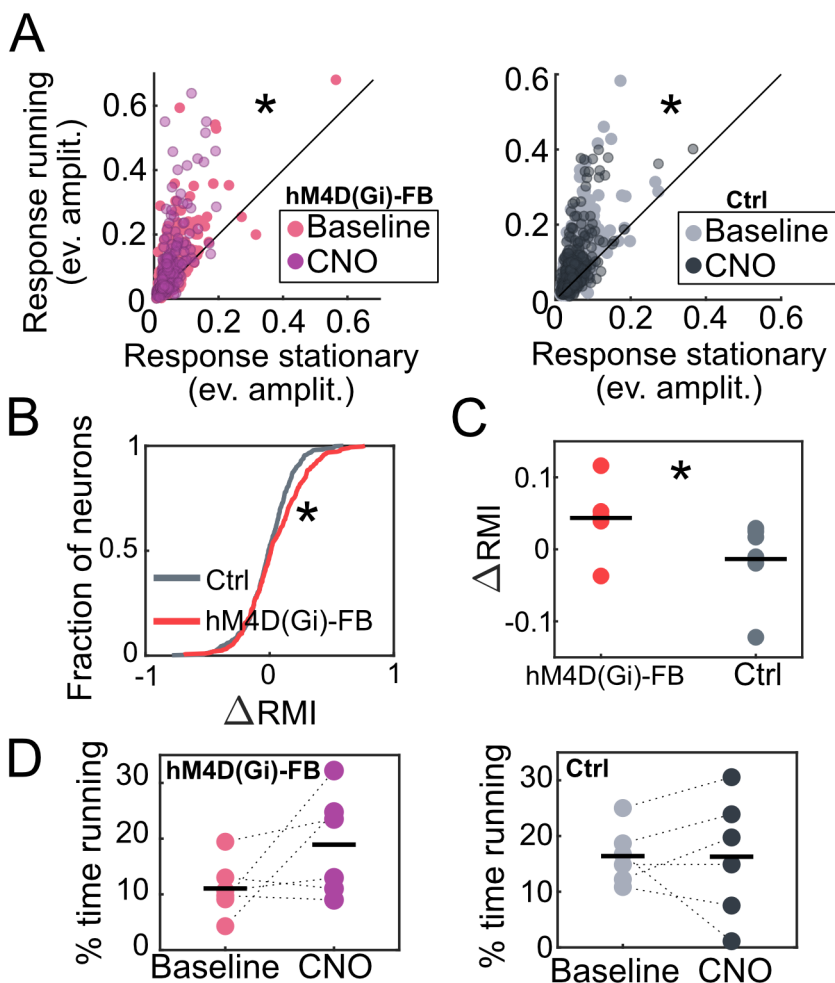 A
Response running
(ev. amplit.)
0.6
0.4
0.2
0
0
0.2
0.4
0.6
*
hM4D(Gi)-FB
Baseline
CNO
Response stationary
(ev. amplit.)
0.6
0.4
0.2
0
0
0.2
0.4
0.6
*
Ctrl
Baseline
CNO
Response stationary
(ev. amplit.)
B
Fraction of neurons
1
0.5
0
-1
0
1
*
Ctrl
hM4D(Gi)-FB
△RMI
C
△RMI
0.1
0
-0.1
*
hM4D(Gi)-FB
Ctrl
D
% time running
30
20
10
0
hM4D(Gi)-FB
Baseline
CNO
% time running
30
20
10
0
Ctrl
Baseline
CNO